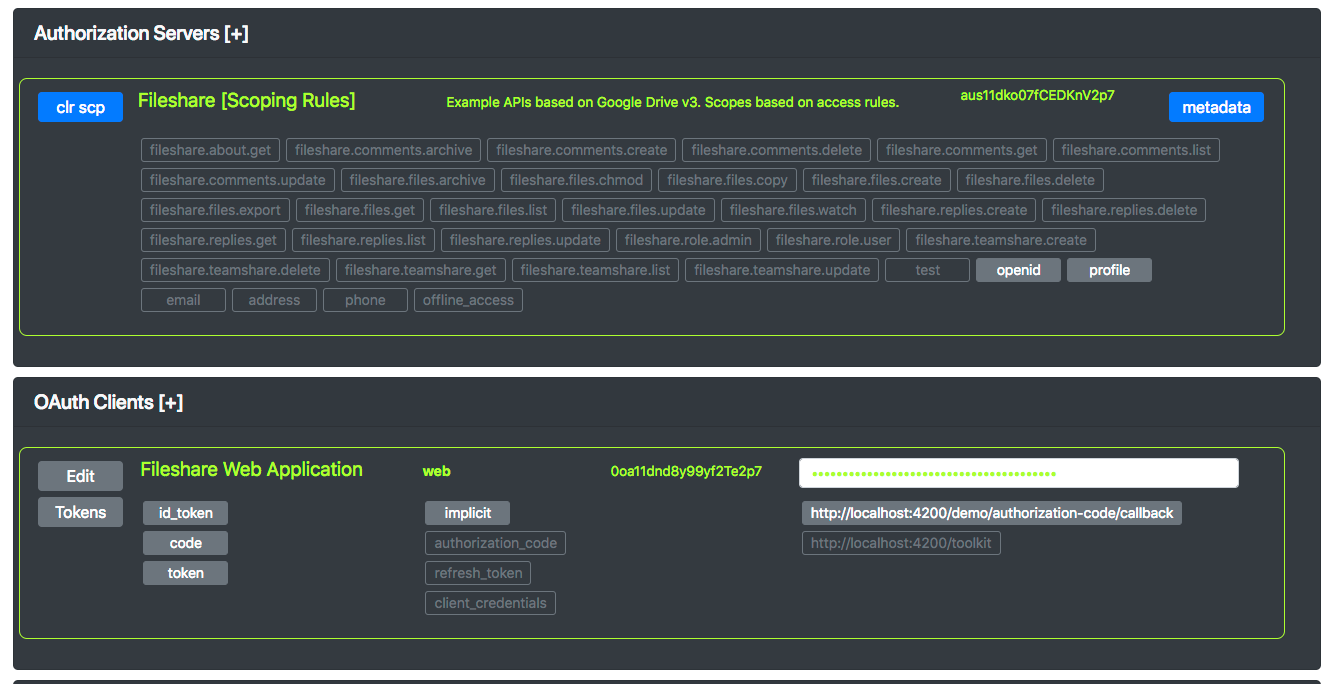 Authorization Servers [+]
clr scp Fileshare [Scoping Rules] Example APIs based on Google Drive v3. Scopes based on access rules. aus11dko07fCEDKnV2p7 metadata
fileshare.about.get fileshare.comments.archive fileshare.comments.create fileshare.comments.delete fileshare.comments.get fileshare.comments.list
fileshare.comments.update fileshare.files.archive fileshare.files.chmod fileshare.files.copy fileshare.files.create fileshare.files.delete
fileshare.files.export fileshare.files.get fileshare.files.list fileshare.files.update fileshare.files.watch fileshare.replies.create fileshare.replies.delete
fileshare.replies.get fileshare.replies.list fileshare.replies.update fileshare.role.admin fileshare.role.user fileshare.teamshare.create
fileshare.teamshare.delete fileshare.teamshare.get fileshare.teamshare.list fileshare.teamshare.update test openid profile
email address phone offline_access
OAuth Clients [+]
Edit Fileshare Web Application web 0oa11dnd8y99yf2Te2p7
Tokens id_token implicit http://localhost:4200/demo/authorization-code/callback
code authorization_code http://localhost:4200/toolkit
token refresh_token
client_credentials